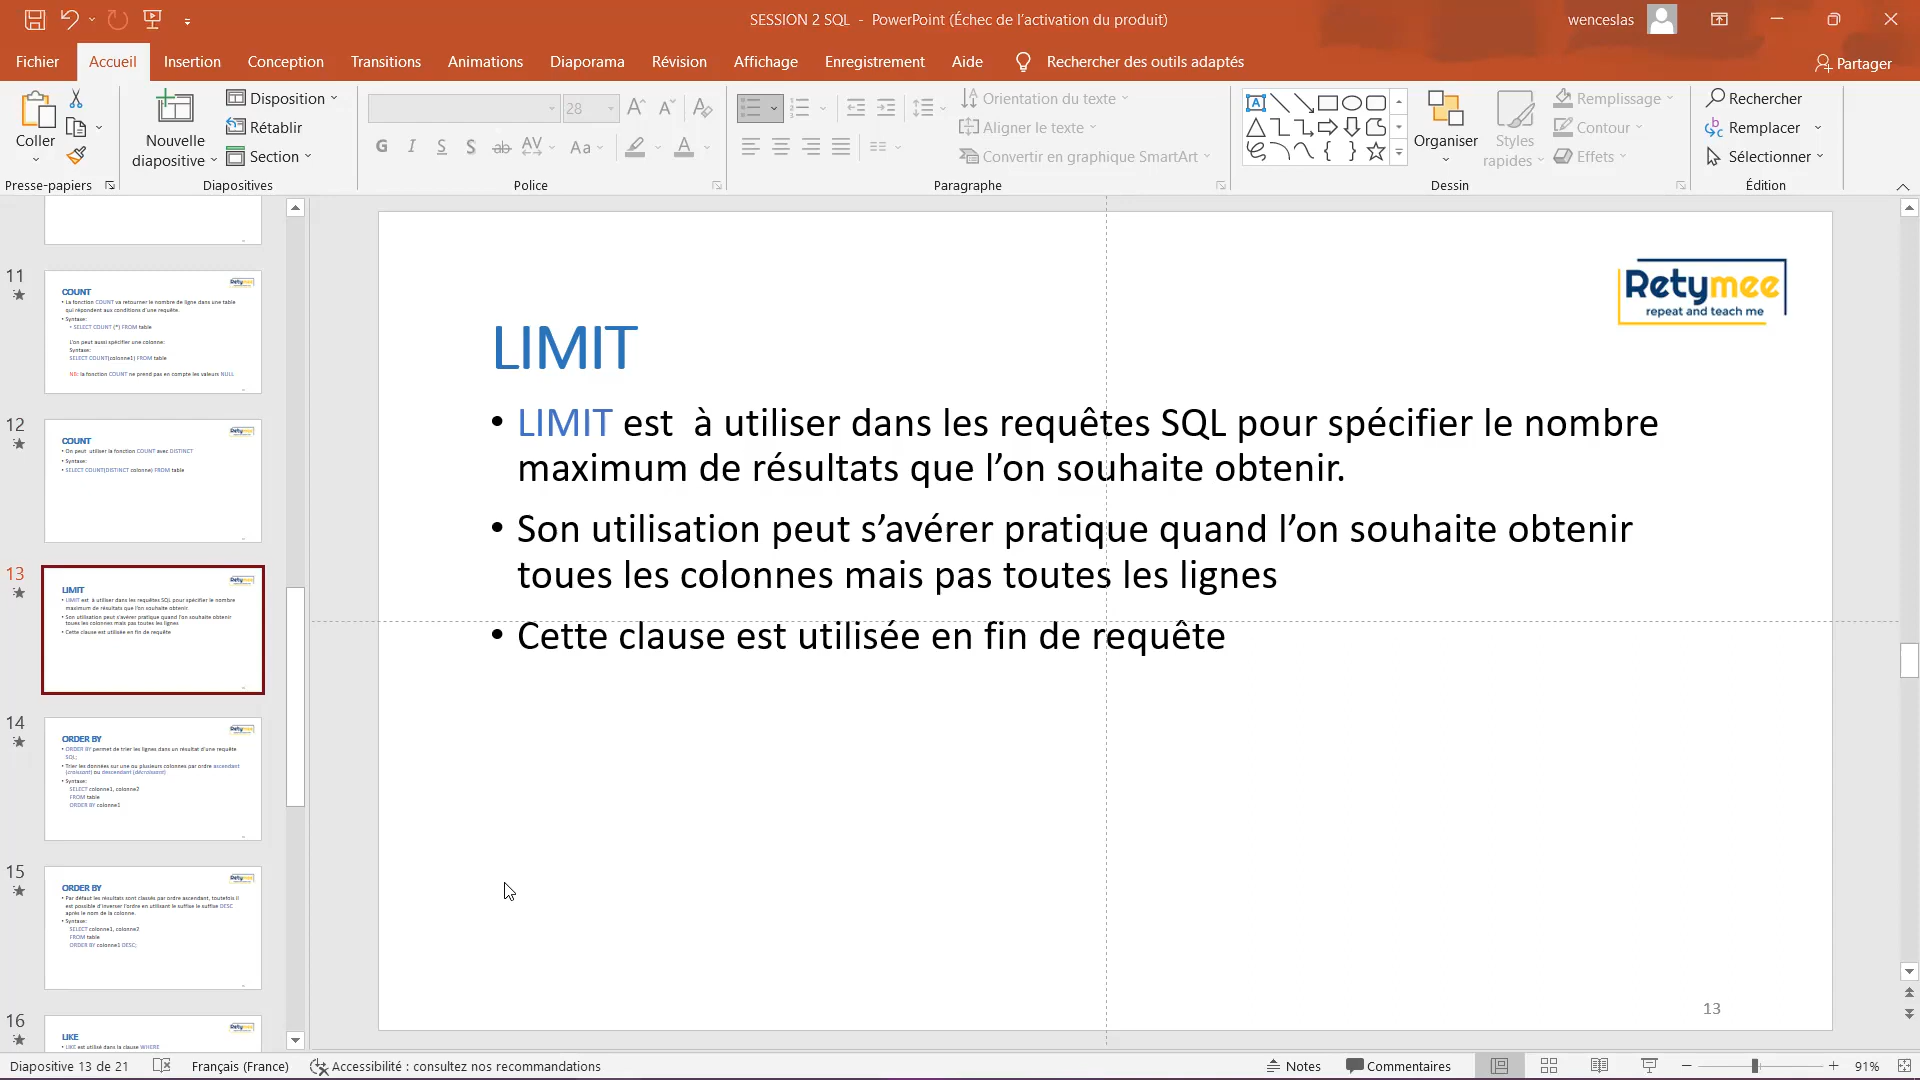 SESSION 2 SQL - PowerPoint (Échec de l'activation du produit)
wenceslas
Fichier Accueil Insertion Conception Transitions Animations Diaporama Révision Affichage Enregistrement Aide Rechercher des outils adaptés Partager
Coller
Presse-papiers
Nouvelle
diapositive
Disposition
Rétablir
Section
Diapositives
28
G I S S ab AV Aa A
Police
Orientation du texte
Aligner le texte
Convertir en graphique SmartArt
Paragraphe
Organiser
Styles
rapides
Remplissage
Contour
Effets
Dessin
Rechercher
Remplacer
Sélectionner
Édition
11
Retymee
COUNT
• La fonction COUNT va retourner le nombre de ligne dans une table
qui répondent aux conditions d'une requête.
• Syntaxe:
• SELECT COUNT (*) FROM table
L'on peut aussi spécifier une colonne:
Syntaxe:
SELECT COUNT(colonne1) FROM table
NB: la fonction COUNT ne prend pas en compte les valeurs NULL
12
Retymee
COUNT
• On peut utiliser la fonction COUNT avec DISTINCT
• Syntaxe:
• SELECT COUNT(DISTINCT colonne) FROM table
13
Retymee
LIMIT
• LIMIT est à utiliser dans les requêtes SQL pour spécifier le nombre
maximum de résultats que l'on souhaite obtenir.
• Son utilisation peut s'avérer pratique quand l'on souhaite obtenir
toues les colonnes mais pas toutes les lignes
• Cette clause est utilisée en fin de requête
14
Retymee
ORDER BY
• ORDER BY permet de trier les lignes dans un résultat d'une requête
SQL;
• Trier les données sur une ou plusieurs colonnes par ordre ascendant
(croissant) ou descendant (décroissant)
• Syntaxe:
SELECT colonne1, colonne2
FROM table
ORDER BY colonne1
15
Retymee
ORDER BY
• Par défaut les résultats sont classés par ordre ascendant, toutefois il
est possible d'inverser l'ordre en utilisant le suffixe le suffixe DESC
après le nom de la colonne.
• Syntaxe:
SELECT colonne1, colonne2
FROM table
ORDER BY colonne1 DESC;
16
Retymee
LIKE
• LIKE est utilisé dans la clause WHERE
Retymee
repeat and teach me
LIMIT
• LIMIT est  à utiliser dans les requêtes SQL pour spécifier le nombre
maximum de résultats que l'on souhaite obtenir.
• Son utilisation peut s'avérer pratique quand l'on souhaite obtenir
toues les colonnes mais pas toutes les lignes
• Cette clause est utilisée en fin de requête
13
Diapositive 13 de 21 Français (France) Accessibilité : consultez nos recommandations Notes Commentaires 91%